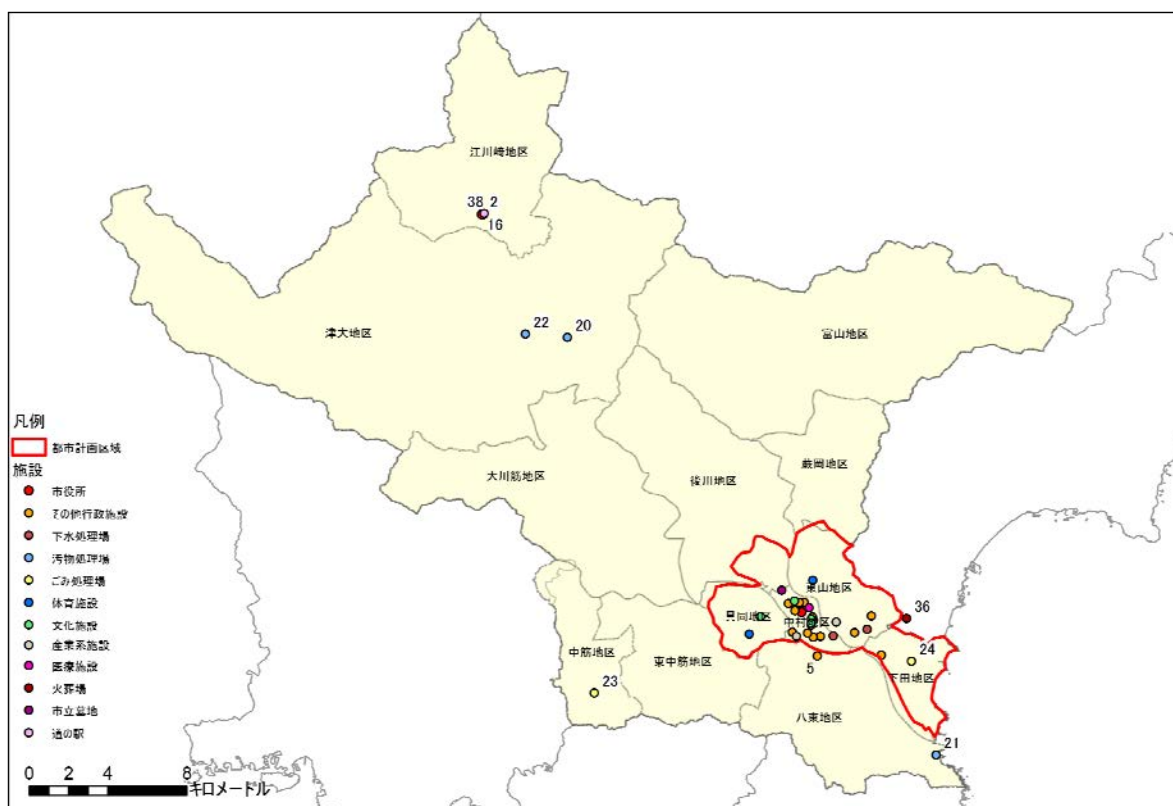 江川崎地区
38 2
16
津大地区
22
20
富山地区
大川筋地区
後川地区
蕨岡地区
東山地区
具同地区
中村地区
36
24
下田地区
中筋地区
23
東中筋地区
5
八束地区
21
凡例
都市計画区域
施設
市役所
その他行政施設
下水処理場
汚物処理場
ごみ処理場
体育施設
文化施設
産業系施設
医療施設
火葬場
市立墓地
道の駅
0 2 4 8
キロメートル